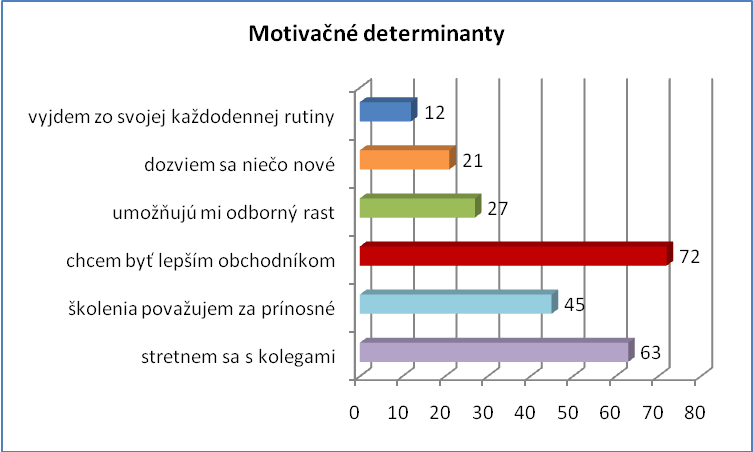 Motivačné determinanty
vyjdem zo svojej každodennej rutiny 12
dozviem sa niečo nové 21
umožňujú mi odborný rast 27
chcem byť lepším obchodníkom 72
školenia považujem za prínosné 45
stretnem sa s kolegami 63
0 10 20 30 40 50 60 70 80